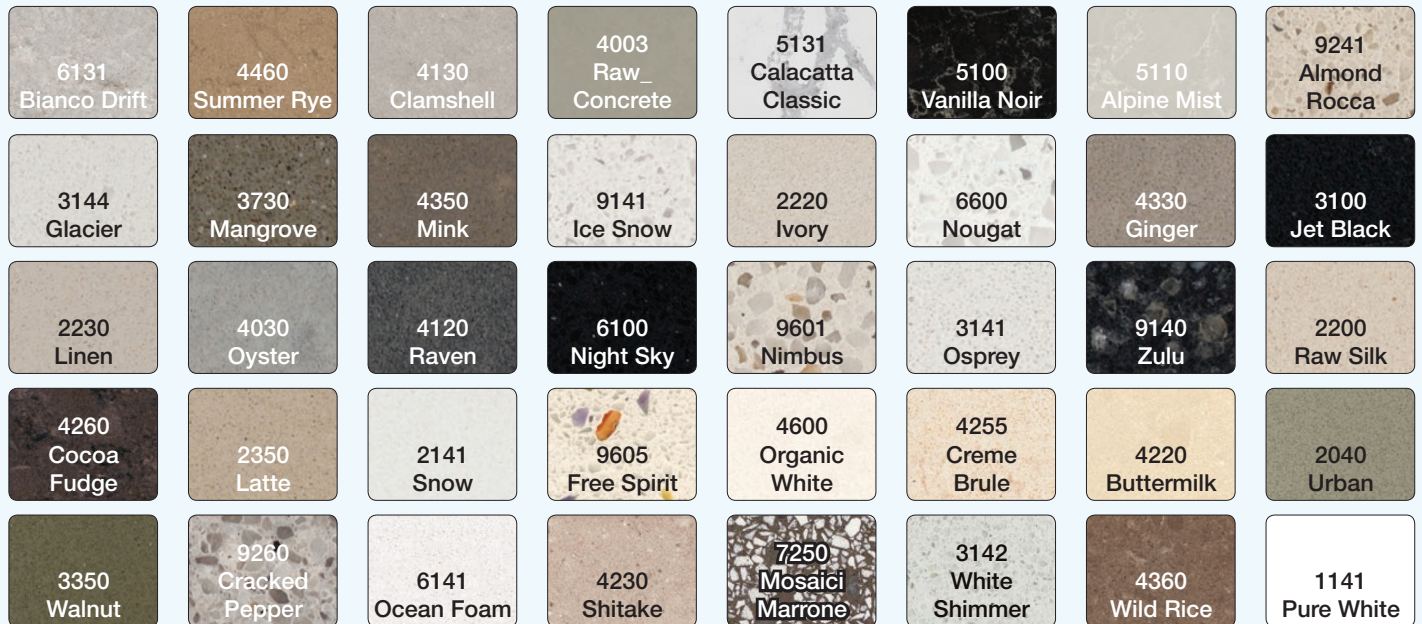 6131
Bianco Drift
4460
Summer Rye
4130
Clamshell
4003
Raw_
Concrete
5131
Calacatta
Classic
5100
Vanilla Noir
5110
Alpine Mist
9241
Almond
Rocca
3144
Glacier
3730
Mangrove
4350
Mink
9141
Ice Snow
2220
Ivory
6600
Nougat
4330
Ginger
3100
Jet Black
2230
Linen
4030
Oyster
4120
Raven
6100
Night Sky
9601
Nimbus
3141
Osprey
9140
Zulu
2200
Raw Silk
4260
Cocoa
Fudge
2350
Latte
2141
Snow
9605
Free Spirit
4600
Organic
White
4255
Creme
Brule
4220
Buttermilk
2040
Urban
3350
Walnut
9260
Cracked
Pepper
6141
Ocean Foam
4230
Shitake
7250
Mosaici
Marrone
3142
White
Shimmer
4360
Wild Rice
1141
Pure White